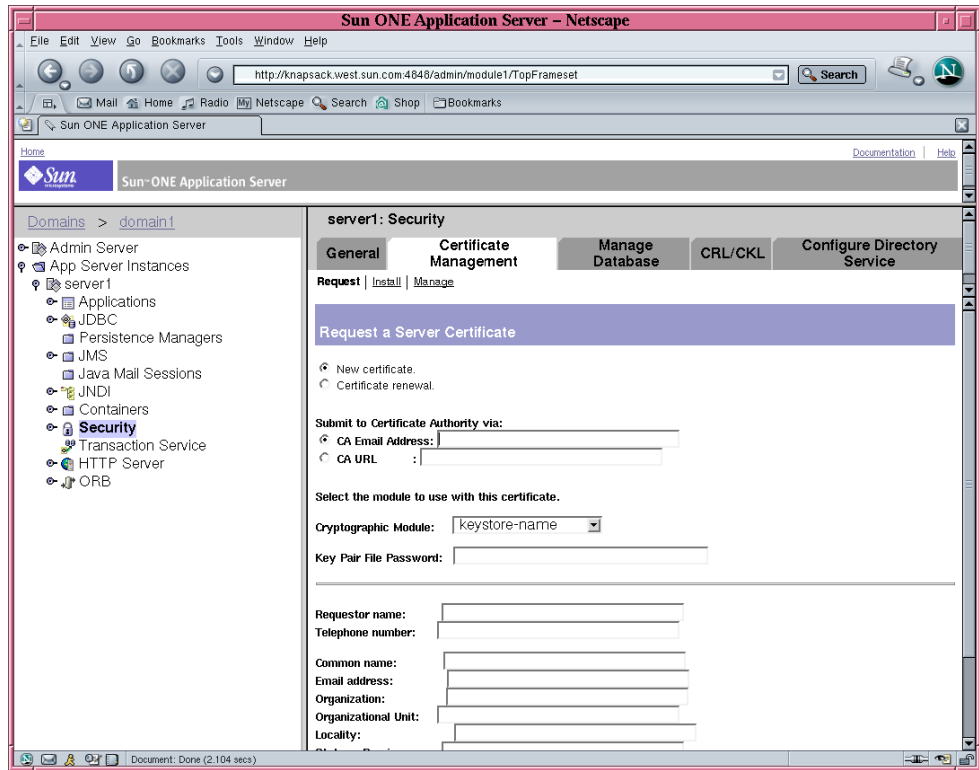 Sun ONE Application Server – Netscape
File Edit View Go Bookmarks Tools Window Help
http://knapsack.west.sun.com:4848/admin/module1/TopFrameset
Search
N
Mail Home Radio My Netscape Search Shop Bookmarks
Sun ONE Application Server
Home
Documentation | Help
Sun
microsystems
Sun ONE Application Server
Domains > domain1
Admin Server
App Server Instances
server1
Applications
JDBC
Persistence Managers
JMS
Java Mail Sessions
JNDI
Containers
Security
Transaction Service
HTTP Server
ORB
server1: Security
General
Certificate
Management
Manage
Database
CRL/CKL
Configure Directory
Service
Request | Install | Manage
Request a Server Certificate
New certificate.
Certificate renewal.
Submit to Certificate Authority via:
CA Email Address:
CA URL :
Select the module to use with this certificate.
Cryptographic Module: keystore-name
Key Pair File Password:
Requestor name:
Telephone number:
Common name:
Email address:
Organization:
Organizational Unit:
Locality:
Document: Done (2.104 secs)